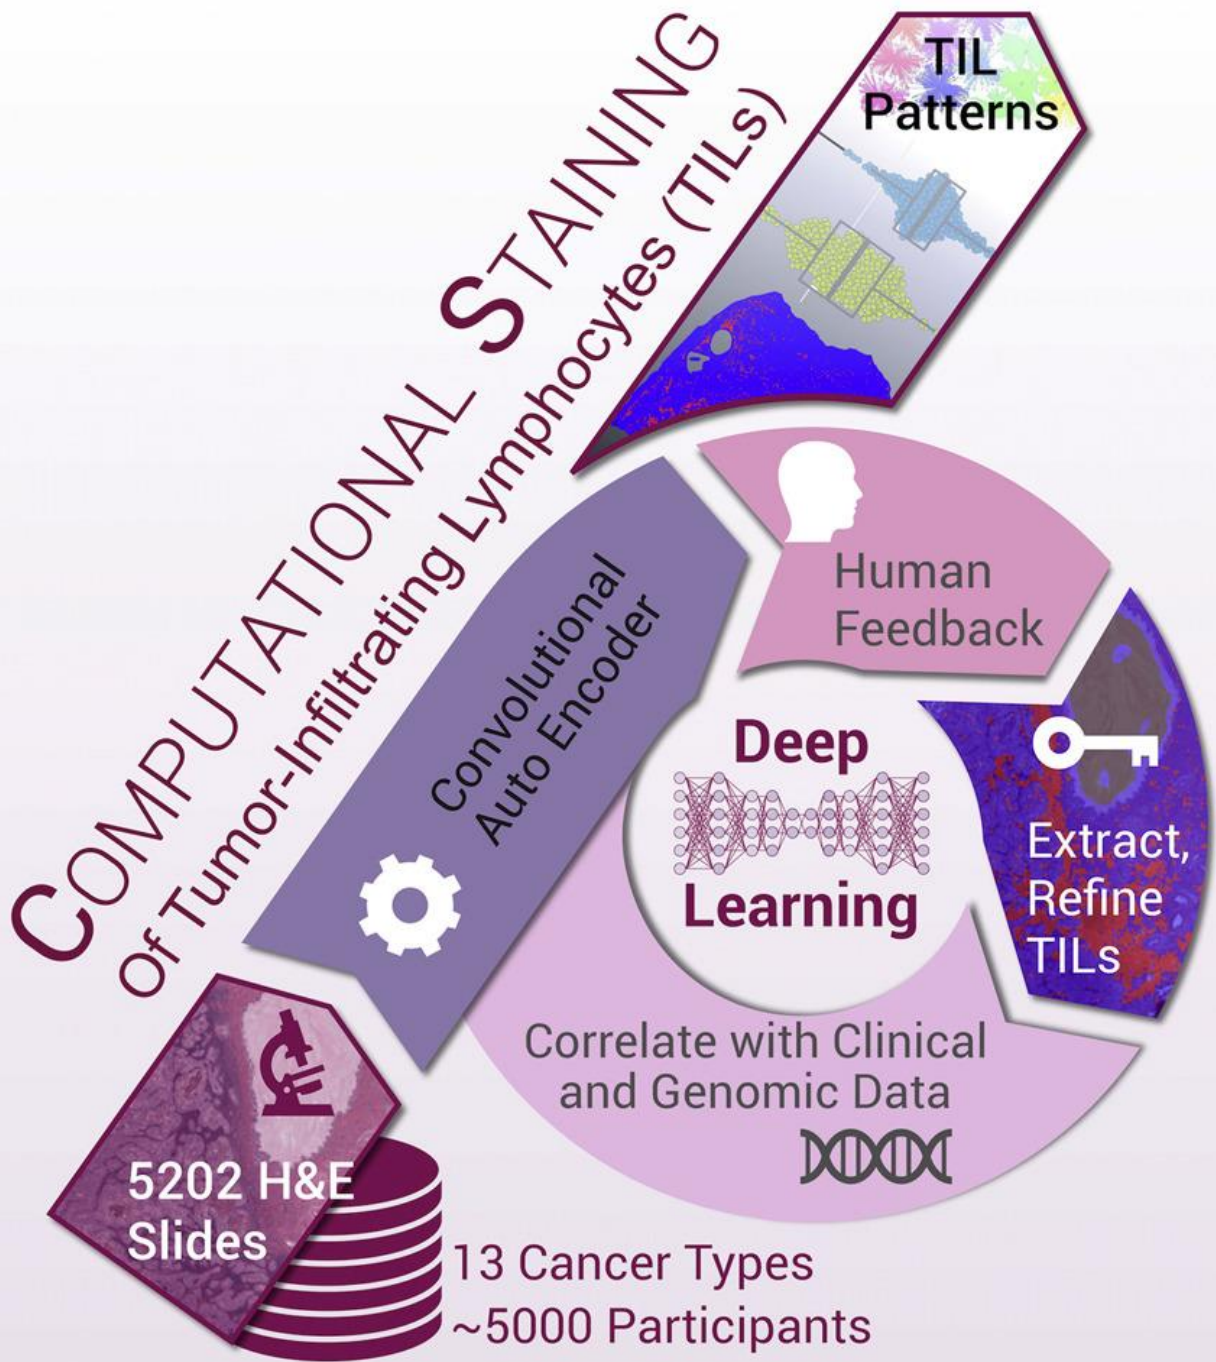 COMPUTATIONAL STAINING
Of Tumor-Infiltrating Lymphocytes (TILs)
TIL
Patterns
Human
Feedback
Convolutional
Auto Encoder
Deep
Learning
Extract,
Refine
TILs
Correlate with Clinical
and Genomic Data
5202 H&E
Slides
13 Cancer Types
~5000 Participants